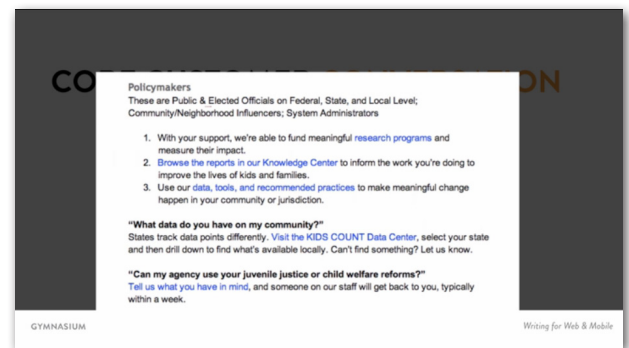 CO ON
Policymakers
These are Public & Elected Officials on Federal, State, and Local Level;
Community/Neighborhood Influencers; System Administrators
1. With your support, we're able to fund meaningful research programs and
measure their impact.
2. Browse the reports in our Knowledge Center to inform the work you're doing to
improve the lives of kids and families.
3. Use our data, tools, and recommended practices to make meaningful change
happen in your community or jurisdiction.
“What data do you have on my community?”
States track data points differently. Visit the KIDS COUNT Data Center, select your state
and then drill down to find what's available locally. Can't find something? Let us know.
“Can my agency use your juvenile justice or child welfare reforms?”
Tell us what you have in mind, and someone on our staff will get back to you, typically
within a week.
GYMNASIUM
Writing for Web & Mobile